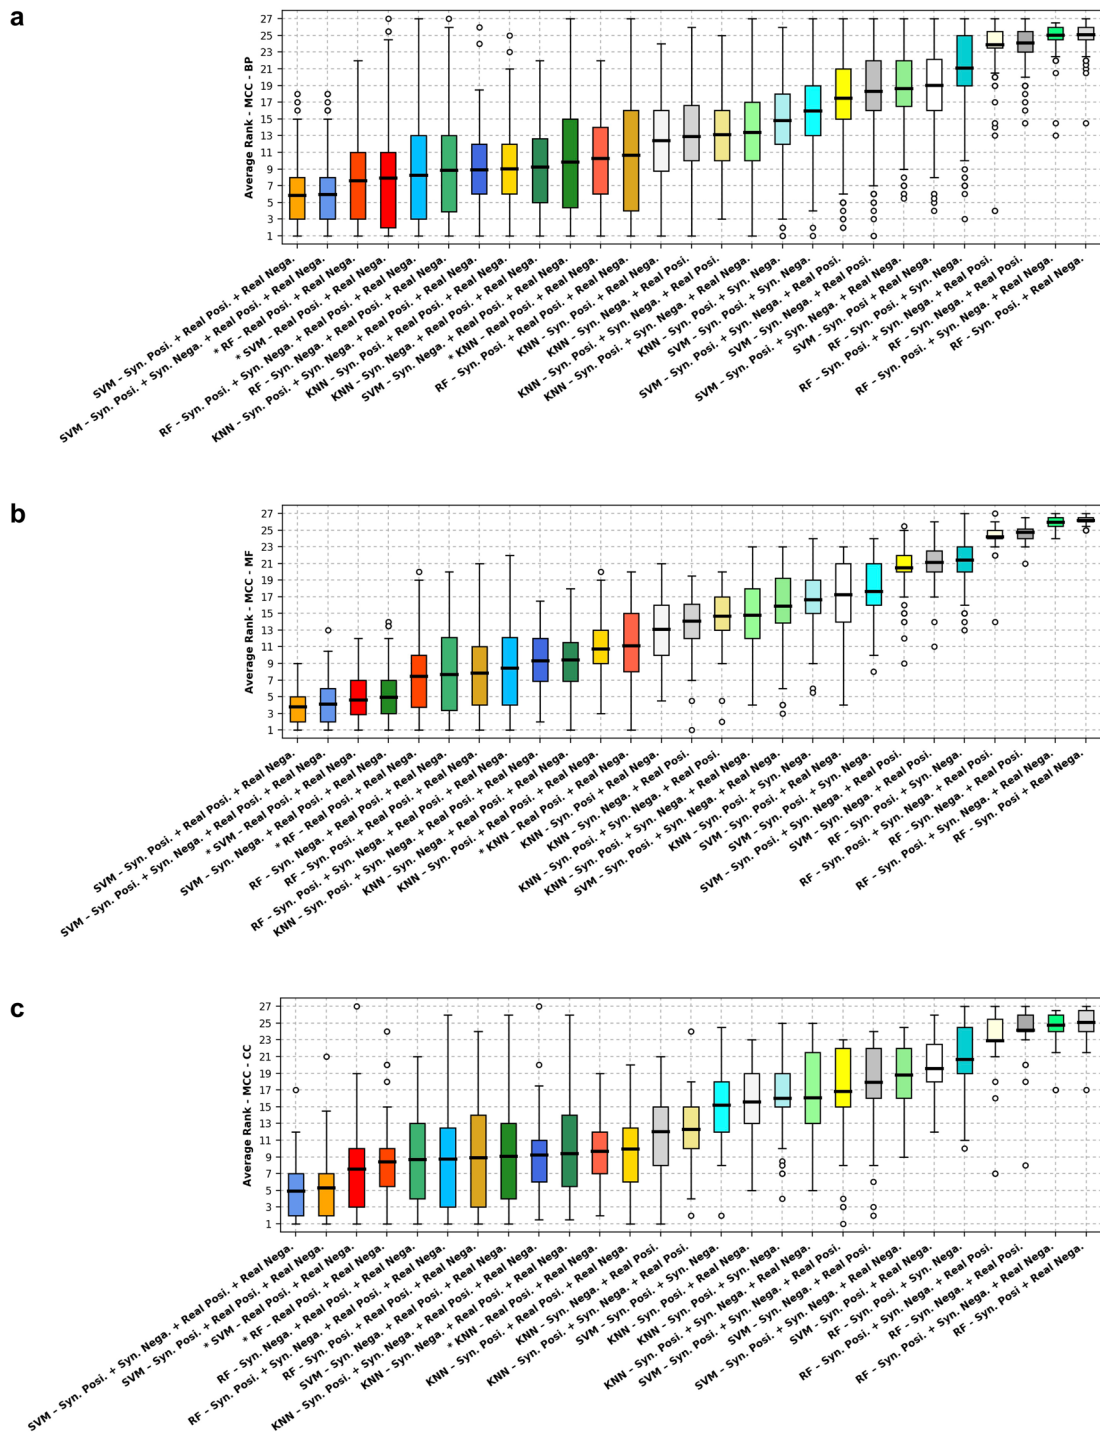 a
Average Rank - MCC - BP
27
25
23
21
19
17
15
13
11
9
7
5
3
1
SVM – Syn. Posi. + Real Posi. + Real Nega.
SVM – Syn. Posi. + Syn. Nega. + Real Posi. + Real Nega.
* RF – Real Posi. + Real Nega.
* SVM – Real Posi. + Real Nega.
RF – Syn. Posi. + Syn. Nega. + Real Posi. + Real Nega.
RF – Syn. Nega. + Real Posi. + Real Nega.
KNN – Syn. Posi. + Syn. Nega. + Real Posi. + Real Nega.
KNN – Syn. Posi. + Real Posi. + Real Nega.
KNN – Syn. Nega. + Real Posi. + Real Nega.
SVM – Syn. Nega. + Real Posi. + Real Nega.
* KNN – Real Posi. + Real Nega.
RF – Syn. Posi. + Real Posi. + Real Nega.
KNN – Syn. Posi. + Real Nega.
KNN – Syn. Nega. + Real Posi.
KNN – Syn. Posi. + Syn. Nega. + Real Posi.
KNN – Syn. Posi. + Syn. Nega. + Real Nega.
KNN – Syn. Posi. + Syn. Nega.
SVM – Syn. Posi. + Syn. Nega.
SVM – Syn. Posi. + Syn. Nega. + Real Posi.
SVM – Syn. Nega. + Real Posi.
SVM – Syn. Posi. + Syn. Nega. + Real Nega.
SVM – Syn. Posi. + Real Nega.
RF – Syn. Posi. + Syn. Nega.
RF – Syn. Posi. + Syn. Nega. + Real Posi.
RF – Syn. Nega. + Real Posi.
RF – Syn. Posi. + Syn. Nega. + Real Nega.
RF – Syn. Posi. + Real Nega.
b
Average Rank - MCC - MF
27
25
23
21
19
17
15
13
11
9
7
5
3
1
SVM – Syn. Posi. + Real Posi. + Real Nega.
SVM – Syn. Posi. + Syn. Nega. + Real Posi. + Real Nega.
* SVM – Real Posi. + Real Nega.
SVM – Syn. Nega. + Real Posi. + Real Nega.
* RF – Real Posi. + Real Nega.
RF – Syn. Nega. + Real Posi. + Real Nega.
RF – Syn. Posi. + Real Posi. + Real Nega.
RF – Syn. Posi. + Syn. Nega. + Real Posi. + Real Nega.
KNN – Syn. Posi. + Syn. Nega. + Real Posi. + Real Nega.
KNN – Syn. Nega. + Real Posi. + Real Nega.
KNN – Syn. Posi. + Real Posi. + Real Nega.
* KNN – Real Posi. + Real Nega.
KNN – Syn. Posi. + Real Nega.
KNN – Syn. Nega. + Real Posi.
KNN – Syn. Posi. + Syn. Nega. + Real Posi.
KNN – Syn. Posi. + Syn. Nega. + Real Nega.
SVM – Syn. Posi. + Syn. Nega. + Real Nega.
KNN – Syn. Posi. + Syn. Nega.
SVM – Syn. Posi. + Real Nega.
SVM – Syn. Posi. + Syn. Nega.
SVM – Syn. Posi. + Syn. Nega. + Real Posi.
SVM – Syn. Nega. + Real Posi.
RF – Syn. Posi. + Syn. Nega.
RF – Syn. Posi. + Syn. Nega. + Real Posi.
RF – Syn. Nega. + Real Posi.
RF – Syn. Posi. + Syn. Nega. + Real Nega.
RF – Syn. Posi. + Real Nega.
c
Average Rank - MCC - CC
27
25
23
21
19
17
15
13
11
9
7
5
3
1
SVM – Syn. Posi. + Syn. Nega. + Real Posi. + Real Nega.
SVM – Syn. Posi. + Real Posi. + Real Nega.
* SVM – Real Posi. + Real Nega.
* RF – Real Posi. + Real Nega.
RF – Syn. Nega. + Real Posi. + Real Nega.
RF – Syn. Posi. + Syn. Nega. + Real Posi. + Real Nega.
RF – Syn. Posi. + Real Posi. + Real Nega.
SVM – Syn. Nega. + Real Posi. + Real Nega.
KNN – Syn. Posi. + Syn. Nega. + Real Posi. + Real Nega.
KNN – Syn. Nega. + Real Posi. + Real Nega.
* KNN – Real Posi. + Real Nega.
KNN – Syn. Posi. + Real Posi. + Real Nega.
KNN – Syn. Nega. + Real Posi.
KNN – Syn. Posi. + Syn. Nega. + Real Posi.
SVM – Syn. Posi. + Syn. Nega.
KNN – Syn. Posi. + Real Nega.
KNN – Syn. Posi. + Syn. Nega.
KNN – Syn. Posi. + Syn. Nega. + Real Nega.
SVM – Syn. Posi. + Syn. Nega. + Real Posi.
SVM – Syn. Nega. + Real Posi.
SVM – Syn. Posi. + Syn. Nega. + Real Nega.
SVM – Syn. Posi. + Real Nega.
RF – Syn. Posi. + Syn. Nega.
RF – Syn. Posi. + Syn. Nega. + Real Posi.
RF – Syn. Nega. + Real Posi.
RF – Syn. Posi. + Syn. Nega. + Real Nega.
RF – Syn. Posi. + Real Nega.